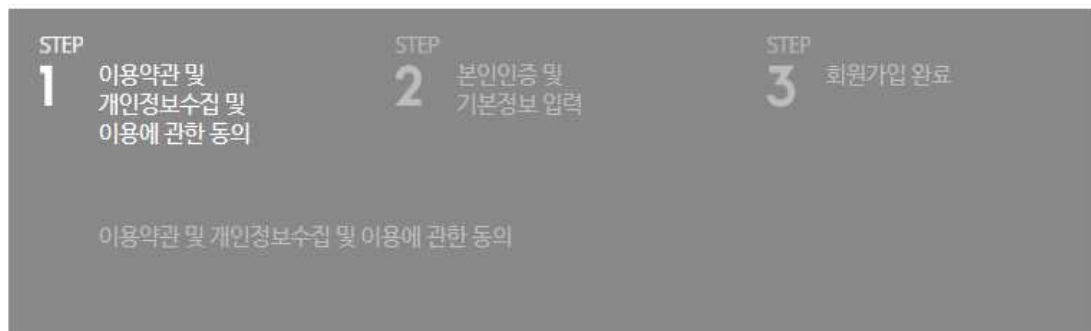 STEP
1
이용약관 및
개인정보수집 및
이용에 관한 동의
STEP
2
본인인증 및
기본정보 입력
STEP
3
회원가입 완료
이용약관 및 개인정보수집 및 이용에 관한 동의